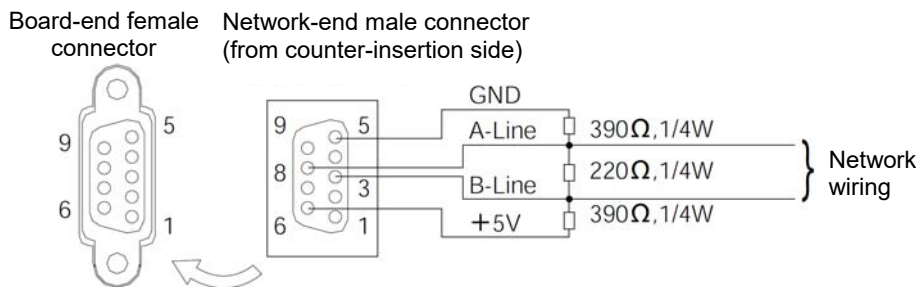 Board-end female
connector
Network-end male connector
(from counter-insertion side)
9
5
6
1
9
5
8
3
6
1
GND
A-Line
B-Line
+5V
390Ω,1/4W
220Ω,1/4W
390Ω,1/4W
Network
wiring